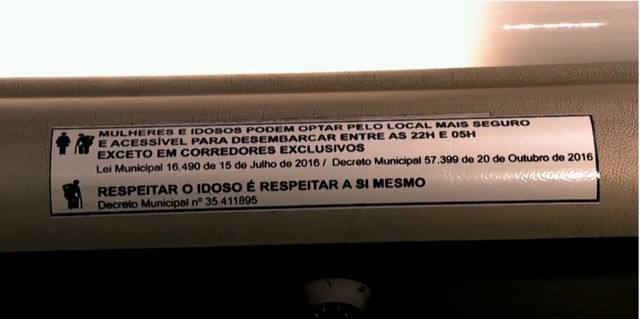 MULHERES E IDOSOS PODEM OPTAR PELO LOCAL MAIS SEGURO
E ACESSÍVEL PARA DESEMBARCAR ENTRE AS 22H E 05H
EXCETO EM CORREDORES EXCLUSIVOS
Lei Municipal 16.490 de 15 de Julho de 2016 / Decreto Municipal 57.399 de 20 de Outubro de 2016
RESPEITAR O IDOSO É RESPEITAR A SI MESMO
Decreto Municipal nº 35.411895